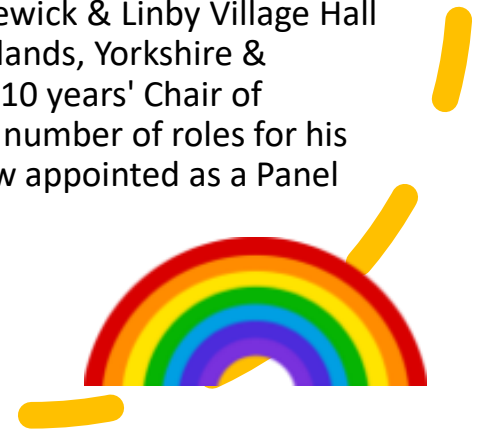 ewick & Linby Village Hall
lands, Yorkshire &
10 years' Chair of
number of roles for his
w appointed as a Panel